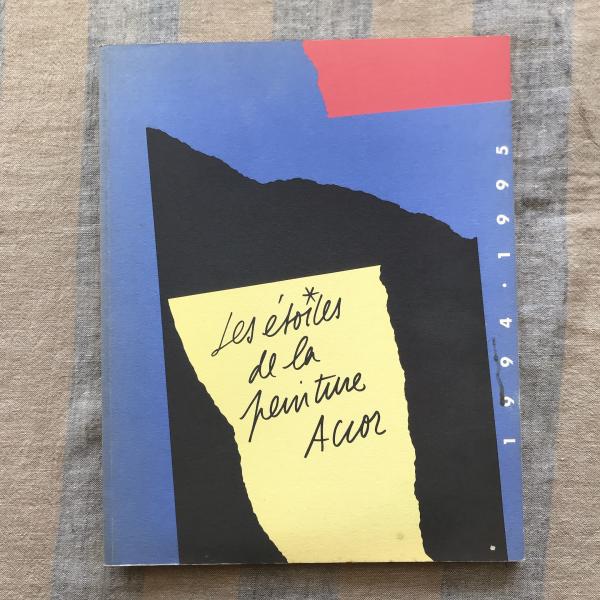 Les étoiles
de la
peinture
Accor
1994 · 1995